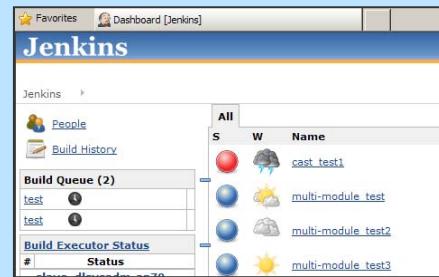 Favorites
Dashboard [Jenkins]
Jenkins
Jenkins
People
Build History
Build Queue (2)
test
test
Build Executor Status
# Status
All
S W Name
cast_test1
multi-module_test
multi-module_test2
multi-module_test3